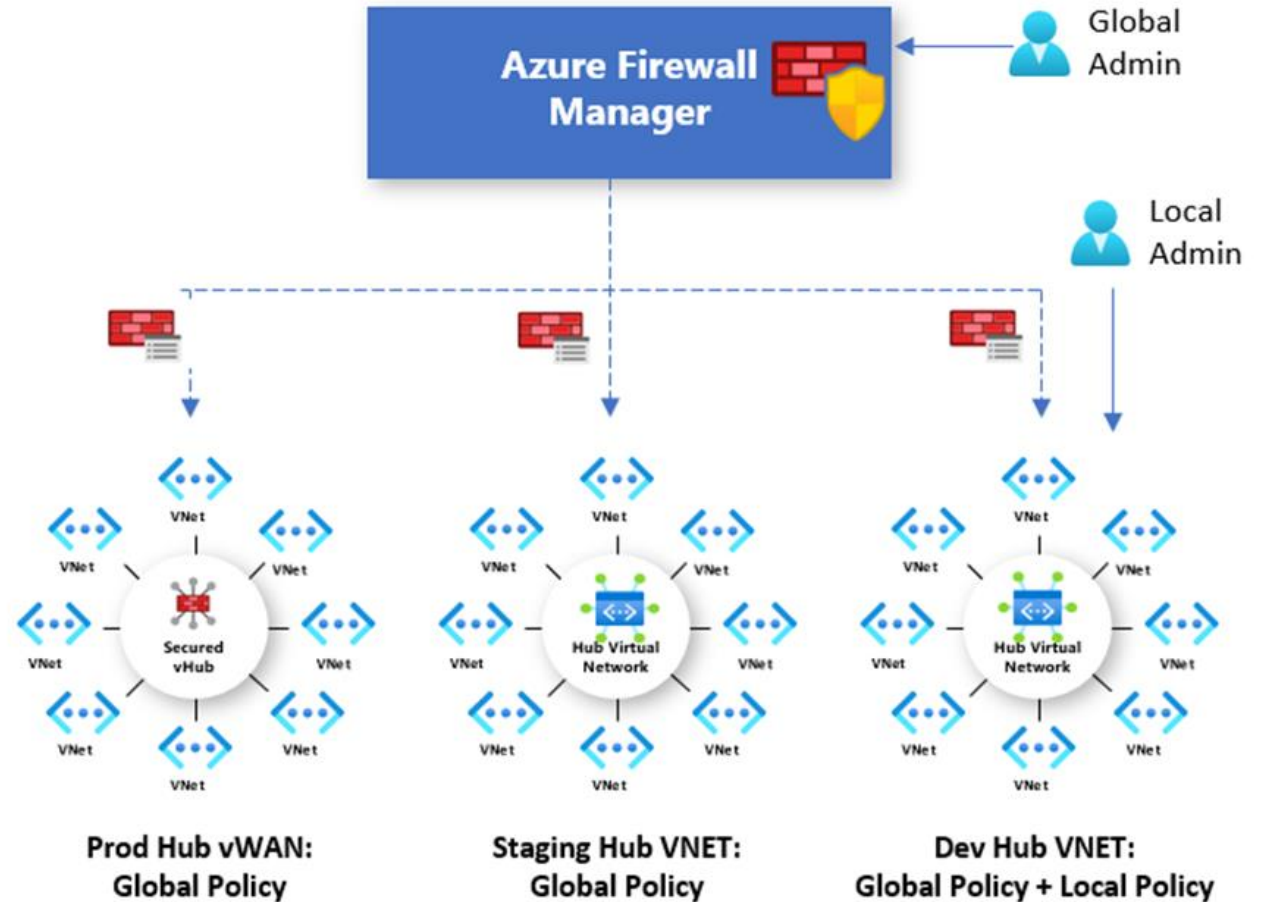 Azure Firewall
Manager
Global
Admin
Local
Admin
VNet
VNet
VNet
VNet
VNet
VNet
VNet
VNet
Secured
vHub
VNet
VNet
VNet
VNet
VNet
VNet
VNet
VNet
Hub Virtual
Network
VNet
VNet
VNet
VNet
VNet
VNet
VNet
VNet
Hub Virtual
Network
Prod Hub vWAN:
Global Policy
Staging Hub VNET:
Global Policy
Dev Hub VNET:
Global Policy + Local Policy